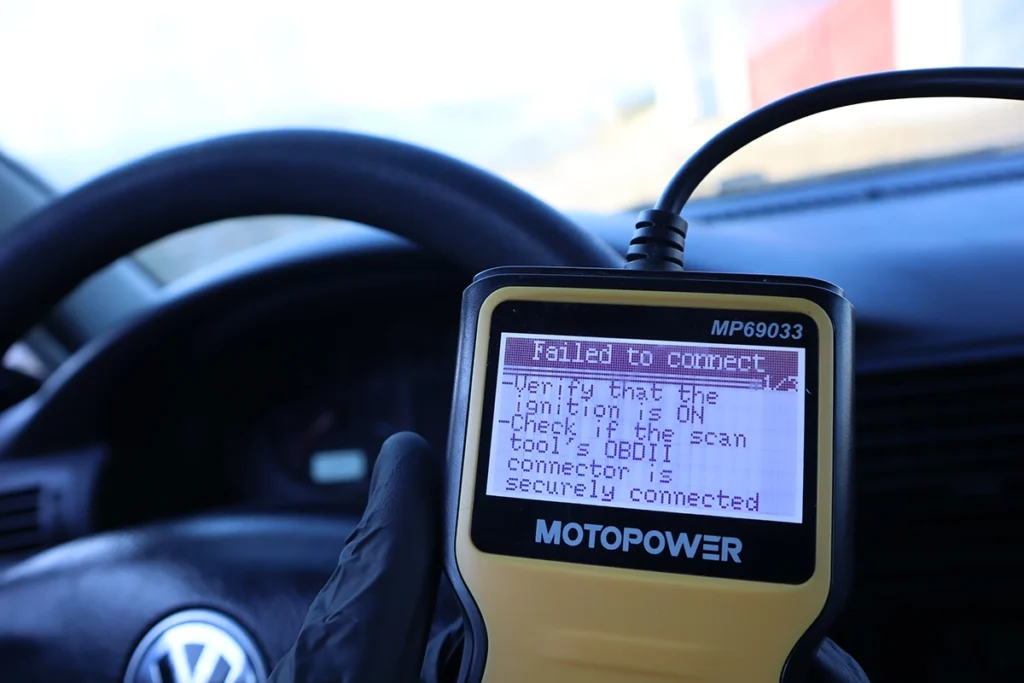 MP69033
Failed to connect
1/2
-Verify that the
ignition is ON
-Check if the scan
tool's OBDII
connector is
securely connected
MOTOPOWER